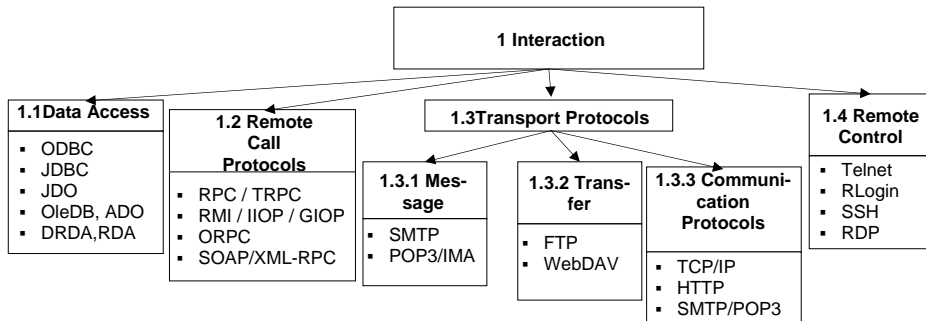 1 Interaction
1.1Data Access
▪ ODBC
▪ JDBC
▪ JDO
▪ OleDB, ADO
▪ DRDA,RDA
1.2 Remote
Call
Protocols
▪ RPC / TRPC
▪ RMI / IIOP / GIOP
▪ ORPC
▪ SOAP/XML-RPC
1.3Transport Protocols
1.3.1 Mes-
sage
▪ SMTP
▪ POP3/IMA
1.3.2 Trans-
fer
▪ FTP
▪ WebDAV
1.3.3 Communi-
cation
Protocols
▪ TCP/IP
▪ HTTP
▪ SMTP/POP3
1.4 Remote
Control
▪ Telnet
▪ RLogin
▪ SSH
▪ RDP